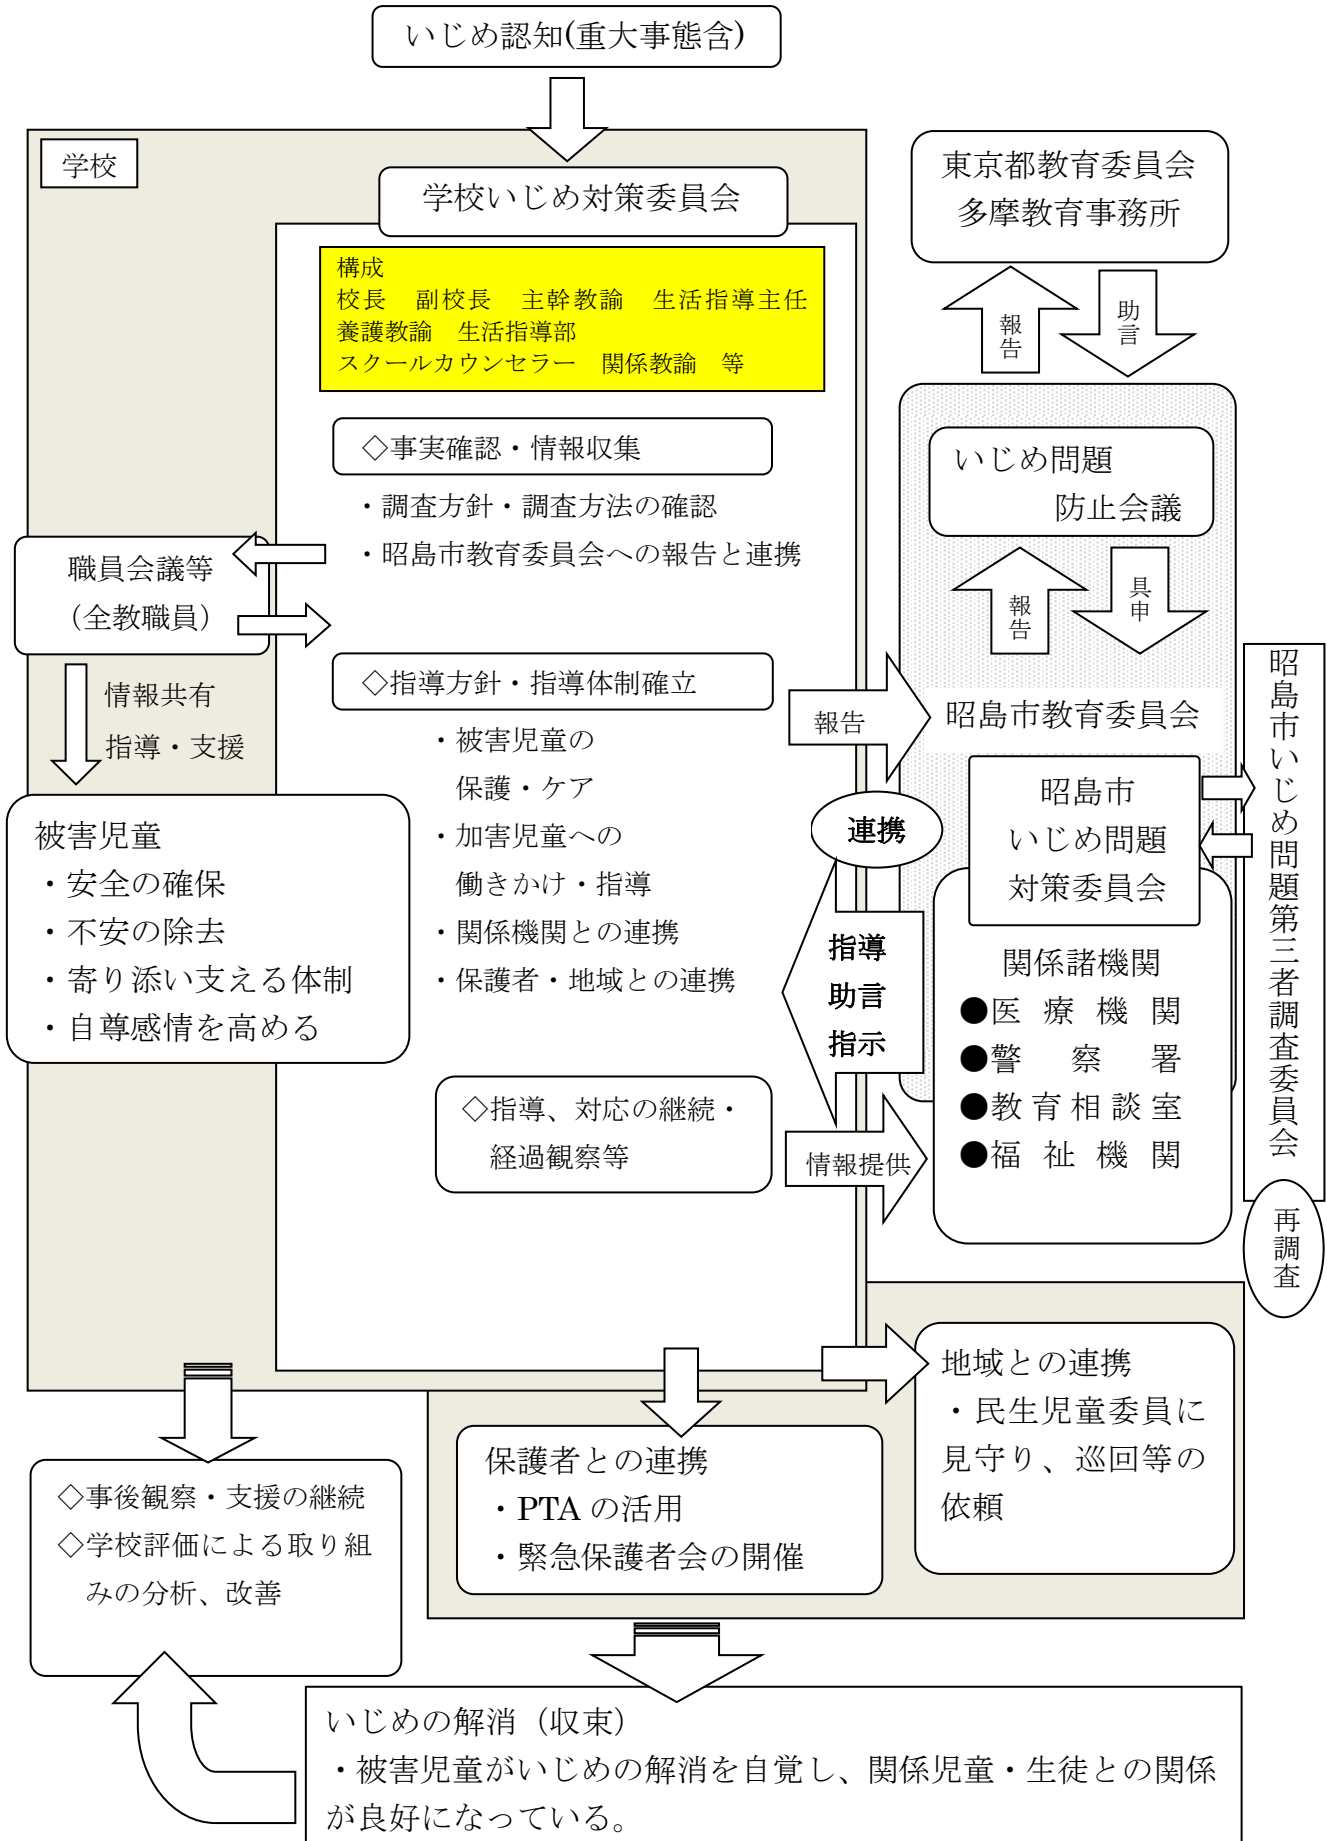 いじめ認知(重大事態含)
学校
学校いじめ対策委員会
構成
校長　副校長　主幹教諭　生活指導主任
養護教諭　生活指導部
スクールカウンセラー　関係教諭　等
◇事実確認・情報収集
・調査方針・調査方法の確認
・昭島市教育委員会への報告と連携
職員会議等
（全教職員）
情報共有
指導・支援
◇指導方針・指導体制確立
・被害児童の
保護・ケア
・加害児童への
働きかけ・指導
・関係機関との連携
・保護者・地域との連携
被害児童
・安全の確保
・不安の除去
・寄り添い支える体制
・自尊感情を高める
◇指導、対応の継続・
経過観察等
東京都教育委員会
多摩教育事務所
報告
助言
いじめ問題
防止会議
報告
具申
報告
昭島市教育委員会
連携
昭島市
いじめ問題
対策委員会
指導
助言
指示
関係諸機関
●医療機関
●警察署
●教育相談室
●福祉機関
情報提供
昭島市いじめ問題第三者調査委員会
再調査
地域との連携
・民生児童委員に
見守り、巡回等の
依頼
保護者との連携
・PTA の活用
・緊急保護者会の開催
◇事後観察・支援の継続
◇学校評価による取り組
みの分析、改善
いじめの解消（収束）
・被害児童がいじめの解消を自覚し、関係児童・生徒との関係
が良好になっている。